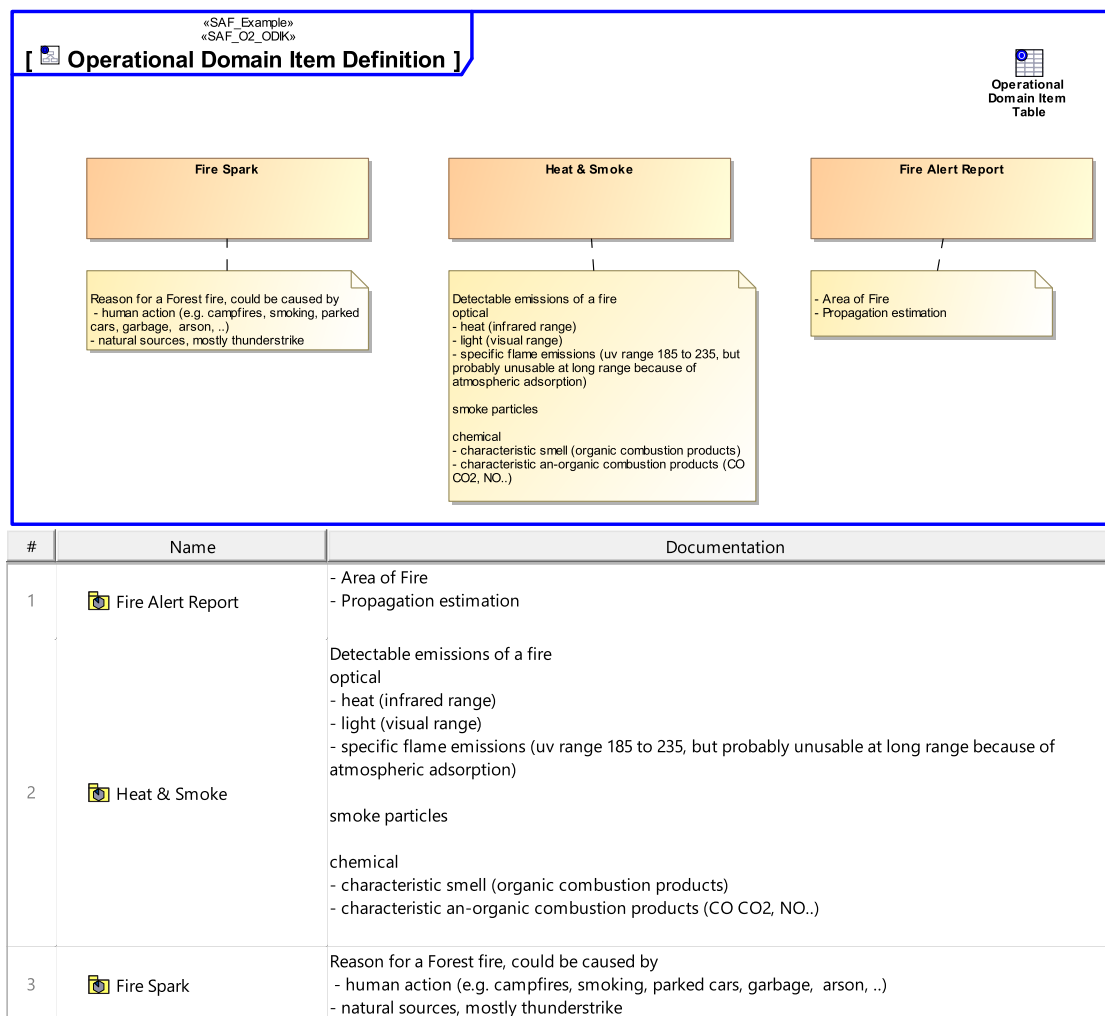 «SAF_Example»
«SAF_O2_ODIK»
[ Operational Domain Item Definition ]
Operational
Domain Item
Table
Fire Spark
Heat & Smoke
Fire Alert Report
Reason for a Forest fire, could be caused by
- human action (e.g. campfires, smoking, parked
cars, garbage, arson, ..)
- natural sources, mostly thunderstrike
Detectable emissions of a fire
optical
- heat (infrared range)
- light (visual range)
- specific flame emissions (uv range 185 to 235, but
probably unusable at long range because of
atmospheric adsorption)
smoke particles
chemical
- characteristic smell (organic combustion products)
- characteristic an-organic combustion products (CO
CO2, NO..)
- Area of Fire
- Propagation estimation
# Name Documentation
1 Fire Alert Report
- Area of Fire
- Propagation estimation
2 Heat & Smoke
Detectable emissions of a fire
optical
- heat (infrared range)
- light (visual range)
- specific flame emissions (uv range 185 to 235, but probably unusable at long range because of
atmospheric adsorption)
smoke particles
chemical
- characteristic smell (organic combustion products)
- characteristic an-organic combustion products (CO CO2, NO..)
3 Fire Spark
Reason for a Forest fire, could be caused by
- human action (e.g. campfires, smoking, parked cars, garbage, arson, ..)
- natural sources, mostly thunderstrike